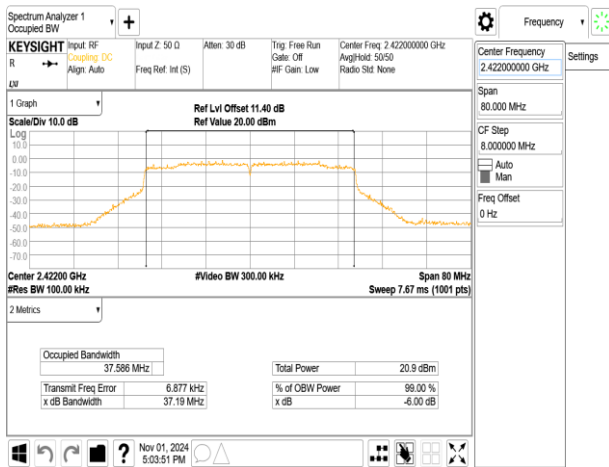 Spectrum Analyzer 1
Occupied BW
Frequency
KEYSIGHT
R
LXI
Input: RF
Coupling: DC
Align: Auto
Input Z: 50 Ω
Freq Ref: Int (S)
Atten: 30 dB
Trig: Free Run
Gate: Off
#IF Gain: Low
Center Freq: 2.422000000 GHz
Avg|Hold: 50/50
Radio Std: None
Center Frequency
2.422000000 GHz
Settings
Span
80.000 MHz
CF Step
8.000000 MHz
Auto
Man
Freq Offset
0 Hz
1 Graph
Scale/Div 10.0 dB
Ref Lvl Offset 11.40 dB
Ref Value 20.00 dBm
Log
10.0
0.00
-10.0
-20.0
-30.0
-40.0
-50.0
-60.0
-70.0
Center 2.42200 GHz
#Video BW 300.00 kHz
Span 80 MHz
#Res BW 100.00 kHz
Sweep 7.67 ms (1001 pts)
2 Metrics
Occupied Bandwidth
37.586 MHz
Total Power 20.9 dBm
Transmit Freq Error 6.877 kHz
% of OBW Power 99.00 %
x dB Bandwidth 37.19 MHz
x dB -6.00 dB
?
Nov 01, 2024
5:03:51 PM